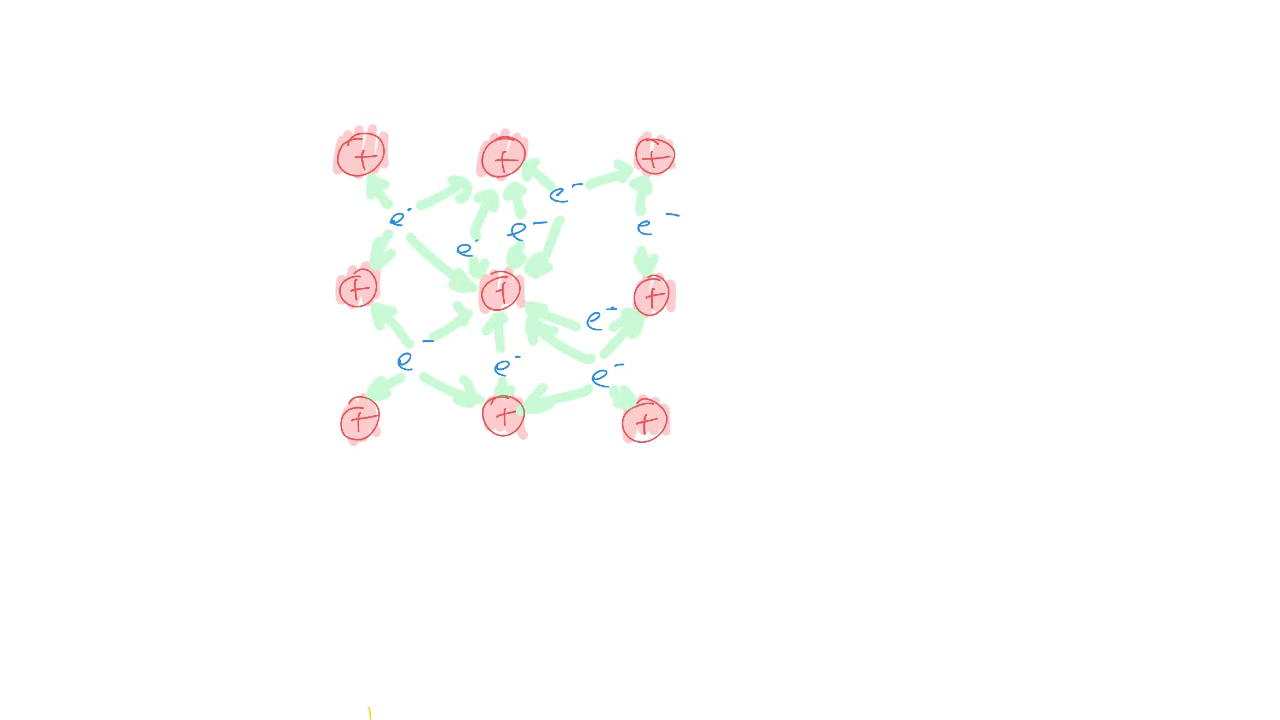 + + +
e⁻
e⁻
e⁻ e⁻
e⁻
+ + +
e⁻
e⁻
e⁻ e⁻
+ + +